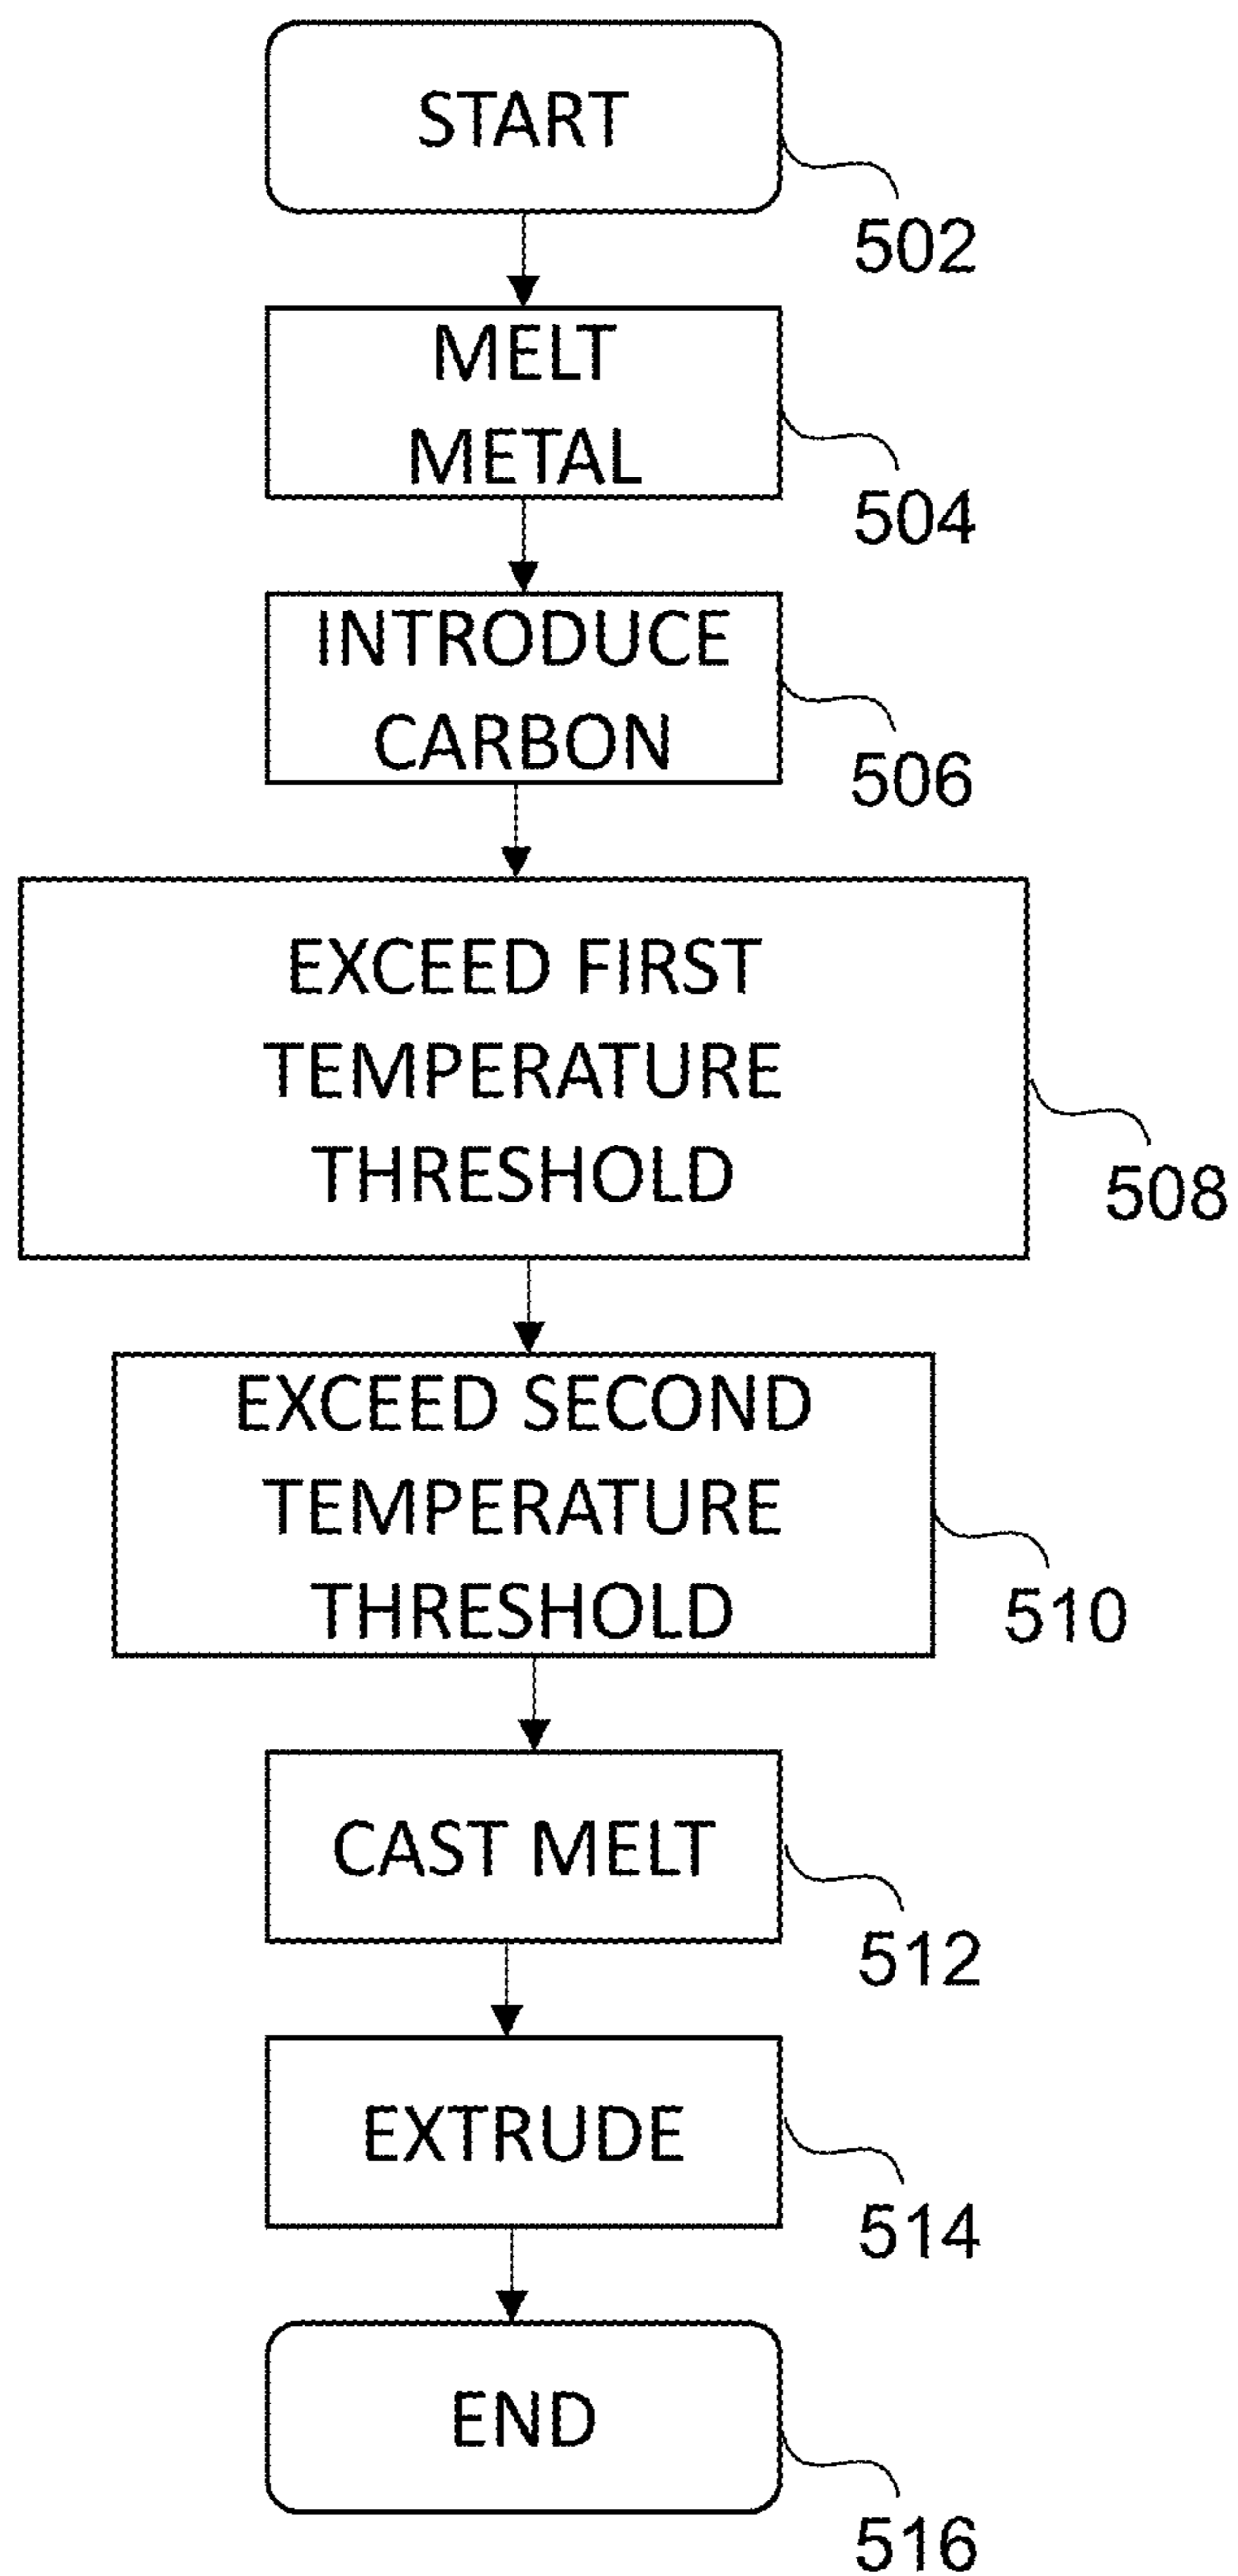 START
502
MELT
METAL
504
INTRODUCE
CARBON
506
EXCEED FIRST
TEMPERATURE
THRESHOLD
508
EXCEED SECOND
TEMPERATURE
THRESHOLD
510
CAST MELT
512
EXTRUDE
514
END
516